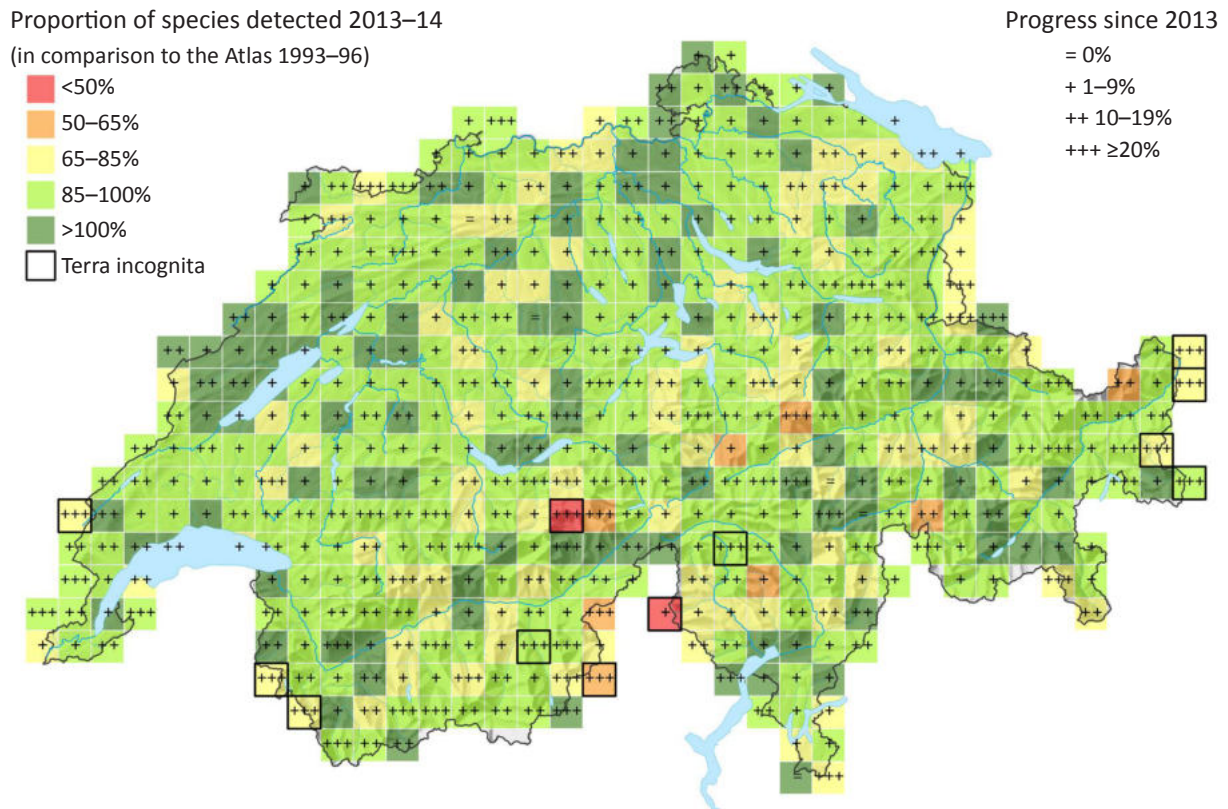 Proportion of species detected 2013–14
(in comparison to the Atlas 1993–96)
<50%
50–65%
65–85%
85–100%
>100%
Terra incognita
Progress since 2013
= 0%
+ 1–9%
++ 10–19%
+++ ≥20%